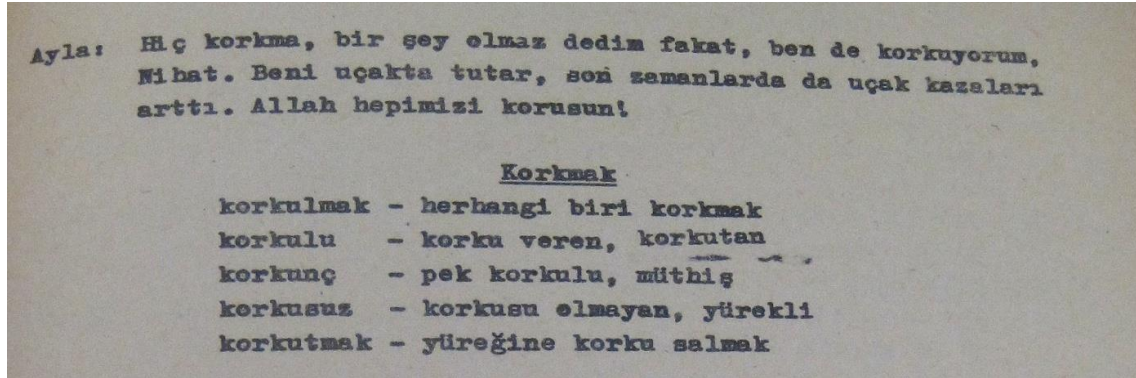 Ayla: Hiç korkma, bir şey olmaz dedim fakat, ben de korkuyorum,
Nihat. Beni uçakta tutar, son zamanlarda da uçak kazaları
arttı. Allah hepimizi korusun!
Korkmak
korkulmak - herhangi biri korkmak
korkulu - korku veren, korkutan
korkunç - pek korkulu, müthiş
korkusuz - korkusu olmayan, yürekli
korkutmak - yüreğine korku salmak